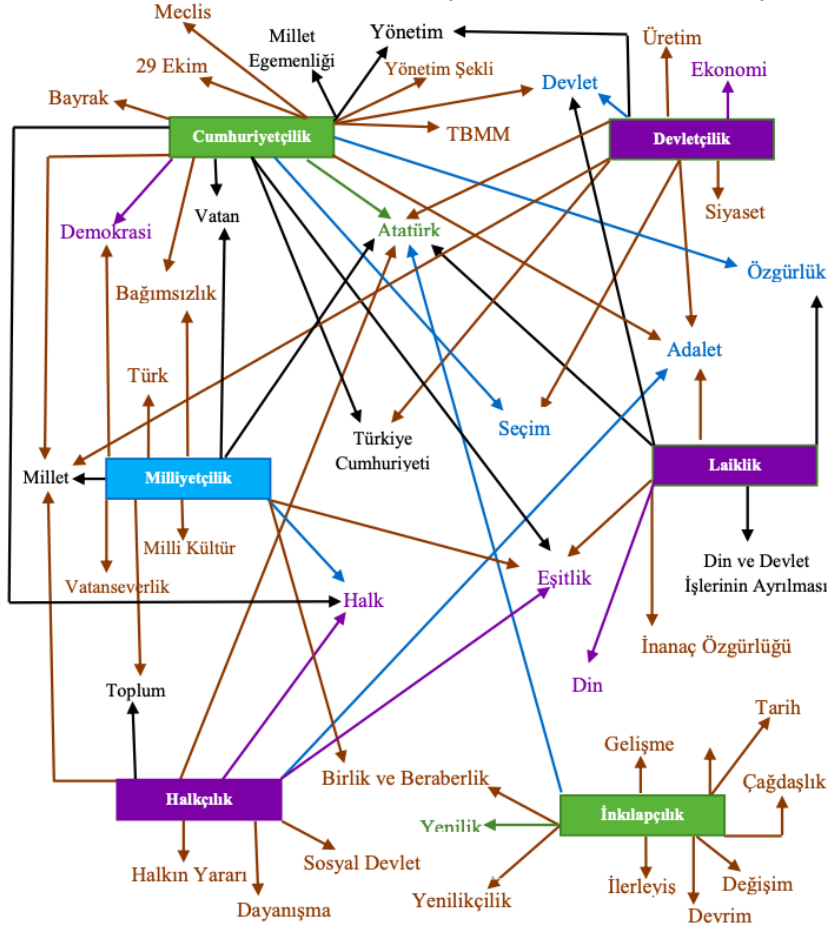 Meclis
Millet
Egemenliği
Yönetim
Üretim
29 Ekim
Yönetim Şekli
Devlet
Ekonomi
Bayrak
Cumhuriyetçilik
TBMM
Devletçilik
Demokrasi
Vatan
Atatürk
Siyaset
Özgürlük
Bağımsızlık
Adalet
Türk
Seçim
Türkiye
Cumhuriyeti
Millet
Milliyetçilik
Laiklik
Milli Kültür
Vatanseverlik
Halk
Eşitlik
Din ve Devlet
İşlerinin Ayrılması
İnanaç Özgürlüğü
Din
Toplum
Tarih
Gelişme
Birlik ve Beraberlik
Çağdaşlık
Halkçılık
İnkılapçılık
Yenilik
Sosyal Devlet
Halkın Yararı
Yenilikçilik
İlerleyiş
Değişim
Dayanışma
Devrim